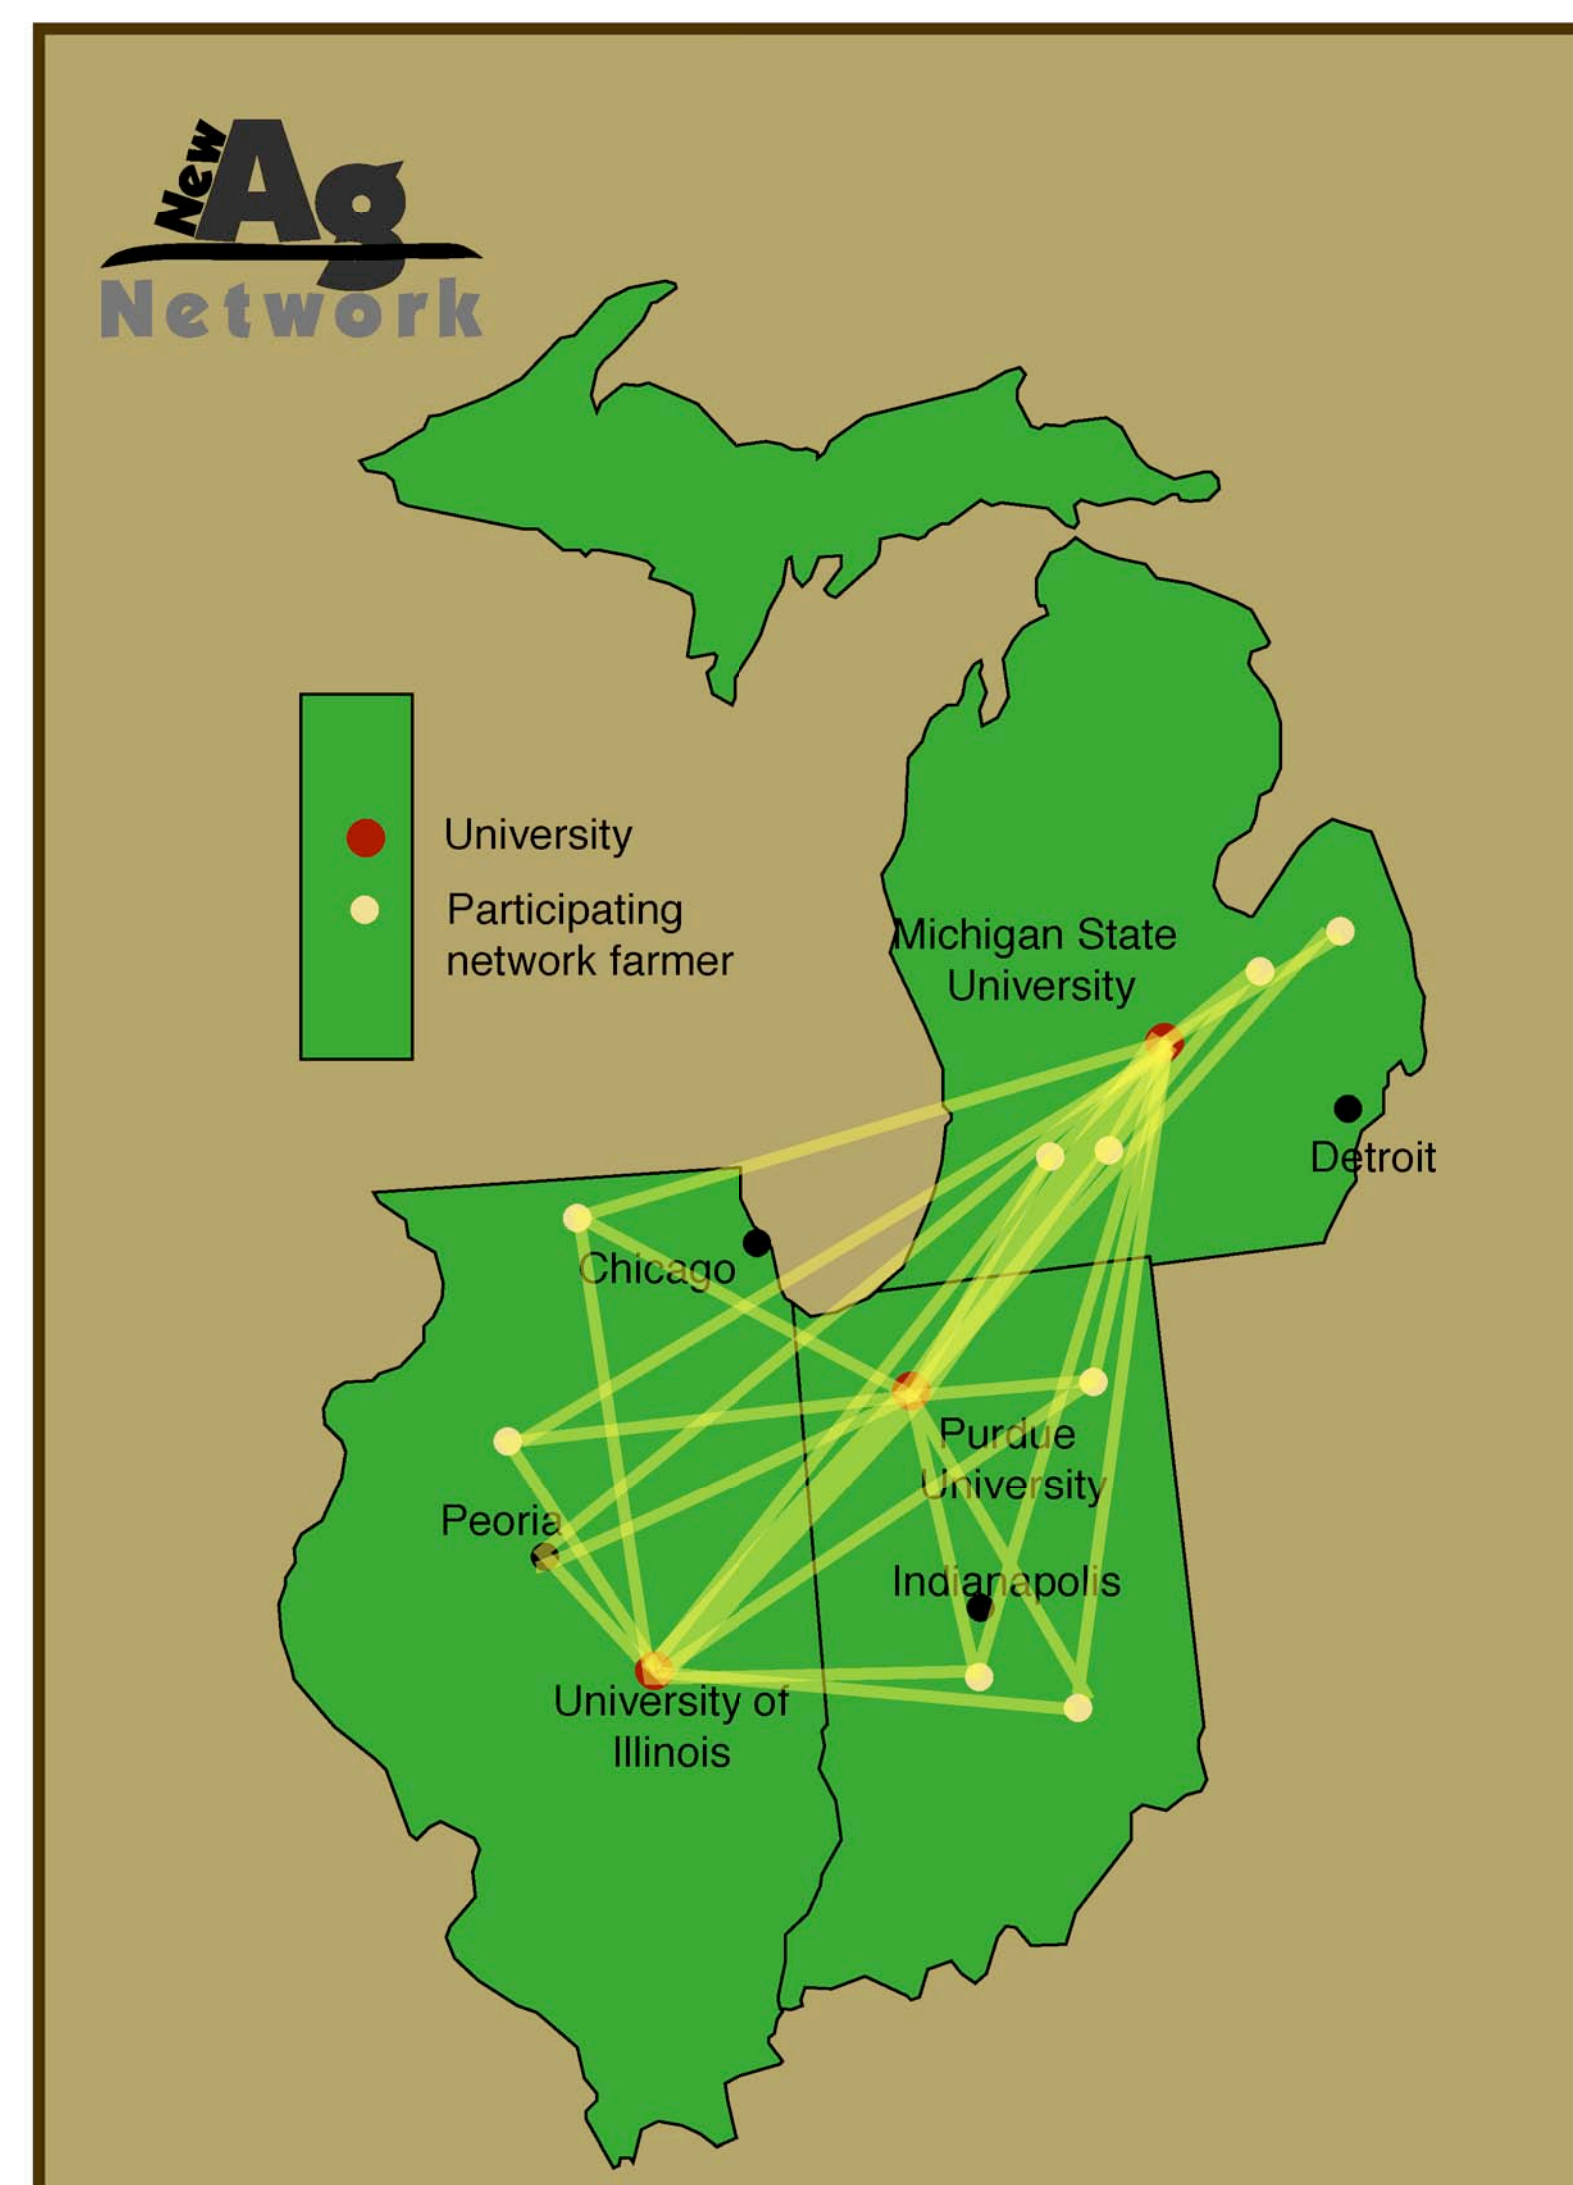 New
Ag
Network
University
Participating
network farmer
Michigan State
University
Detroit
Chicago
Purdue
University
Peoria
Indianapolis
University of
Illinois